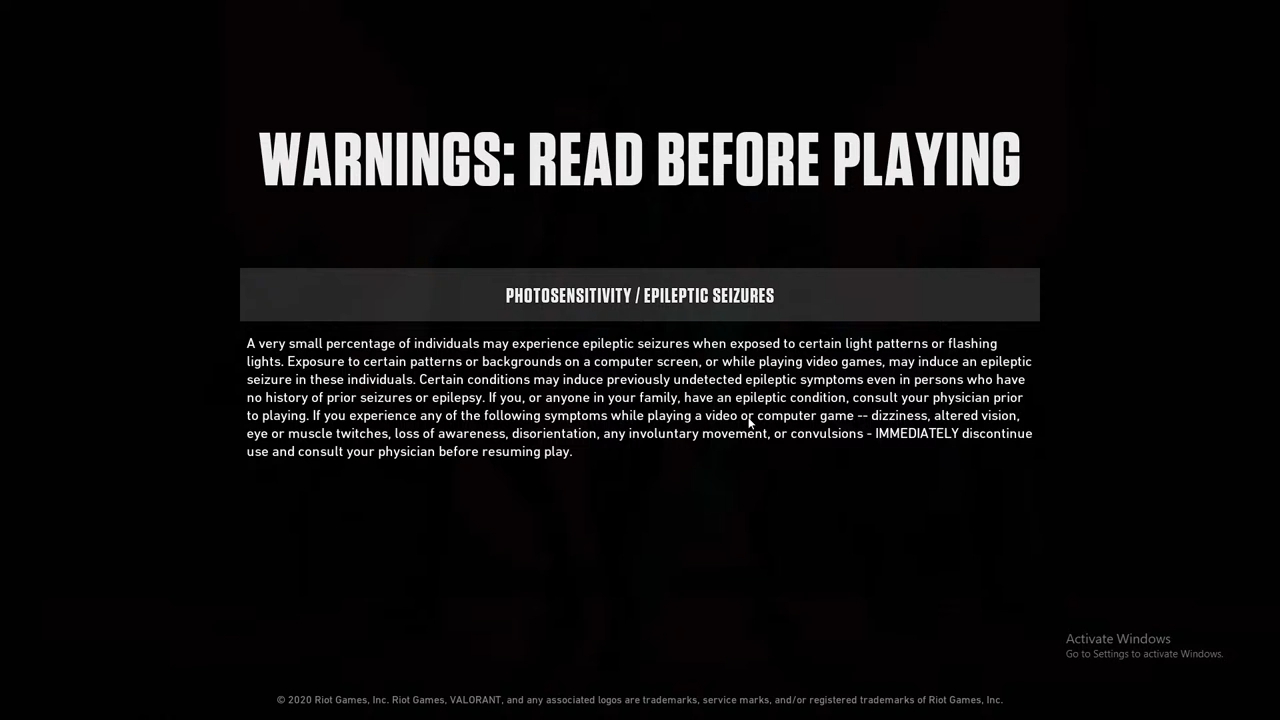 WARNINGS: READ BEFORE PLAYING
PHOTOSENSITIVITY / EPILEPTIC SEIZURES
A very small percentage of individuals may experience epileptic seizures when exposed to certain light patterns or flashing
lights. Exposure to certain patterns or backgrounds on a computer screen, or while playing video games, may induce an epileptic
seizure in these individuals. Certain conditions may induce previously undetected epileptic symptoms even in persons who have
no history of prior seizures or epilepsy. If you, or anyone in your family, have an epileptic condition, consult your physician prior
to playing. If you experience any of the following symptoms while playing a video or computer game -- dizziness, altered vision,
eye or muscle twitches, loss of awareness, disorientation, any involuntary movement, or convulsions - IMMEDIATELY discontinue
use and consult your physician before resuming play.
Activate Windows
Go to Settings to activate Windows.
© 2020 Riot Games, Inc. Riot Games, VALORANT, and any associated logos are trademarks, service marks, and/or registered trademarks of Riot Games, Inc.